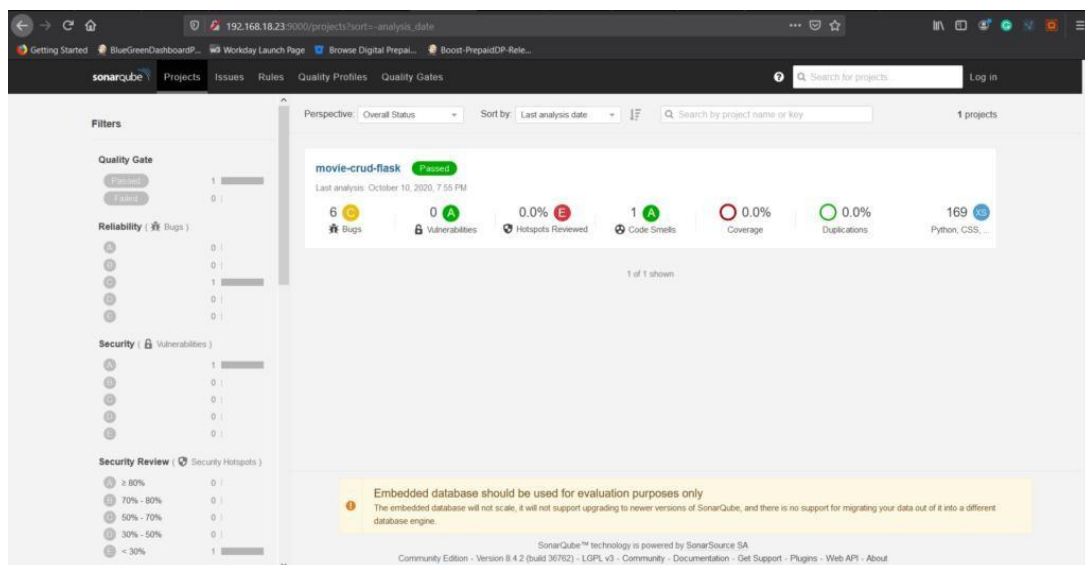 192.168.18.23:9000/projects?sort=-analysis_date
Getting Started BlueGreenDashboardP... Workday Launch Page Browse Digital Prepai... Boost-PrepaidDP-Rele...
sonarqube Projects Issues Rules Quality Profiles Quality Gates Search for projects... Log in
Filters
Perspective: Overall Status Sort by: Last analysis date Search by project name or key 1 projects
Quality Gate
Passed 1
Failed 0
movie-crud-flask Passed
Last analysis: October 10, 2020, 7:55 PM
6 C 0 A 0.0% E 1 A 0.0% 0.0% 169 XS
Bugs Vulnerabilities Hotspots Reviewed Code Smells Coverage Duplications Python, CSS, ...
1 of 1 shown
Reliability ( Bugs )
A 0
B 0
C 1
D 0
E 0
Security ( Vulnerabilities )
A 1
B 0
C 0
D 0
E 0
Security Review ( Security Hotspots )
A ≥ 80% 0
B 70% - 80% 0
C 50% - 70% 0
D 30% - 50% 0
E < 30% 1
Embedded database should be used for evaluation purposes only
The embedded database will not scale, it will not support upgrading to newer versions of SonarQube, and there is no support for migrating your data out of it into a different
database engine.
SonarQube™ technology is powered by SonarSource SA
Community Edition - Version 8.4.2 (build 36762) - LGPL v3 - Community - Documentation - Get Support - Plugins - Web API - About